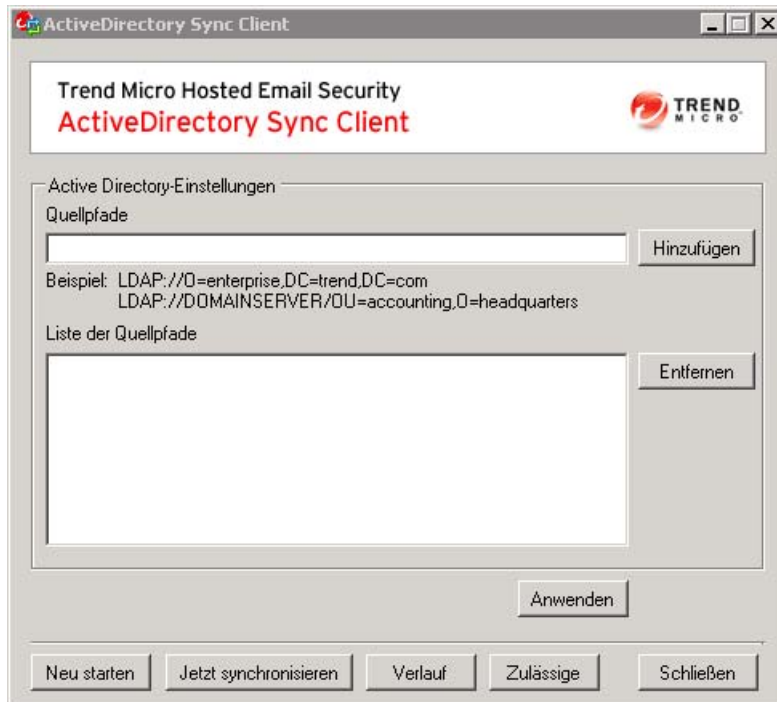 ActiveDirectory Sync Client
Trend Micro Hosted Email Security
ActiveDirectory Sync Client
TREND
MICRO
Active Directory-Einstellungen
Quellpfade
Hinzufügen
Beispiel: LDAP://O=enterprise,DC=trend,DC=com
LDAP://DOMAINSERVER/OU=accounting,O=headquarters
Liste der Quellpfade
Entfernen
Anwenden
Neu starten
Jetzt synchronisieren
Verlauf
Zulässige
Schließen